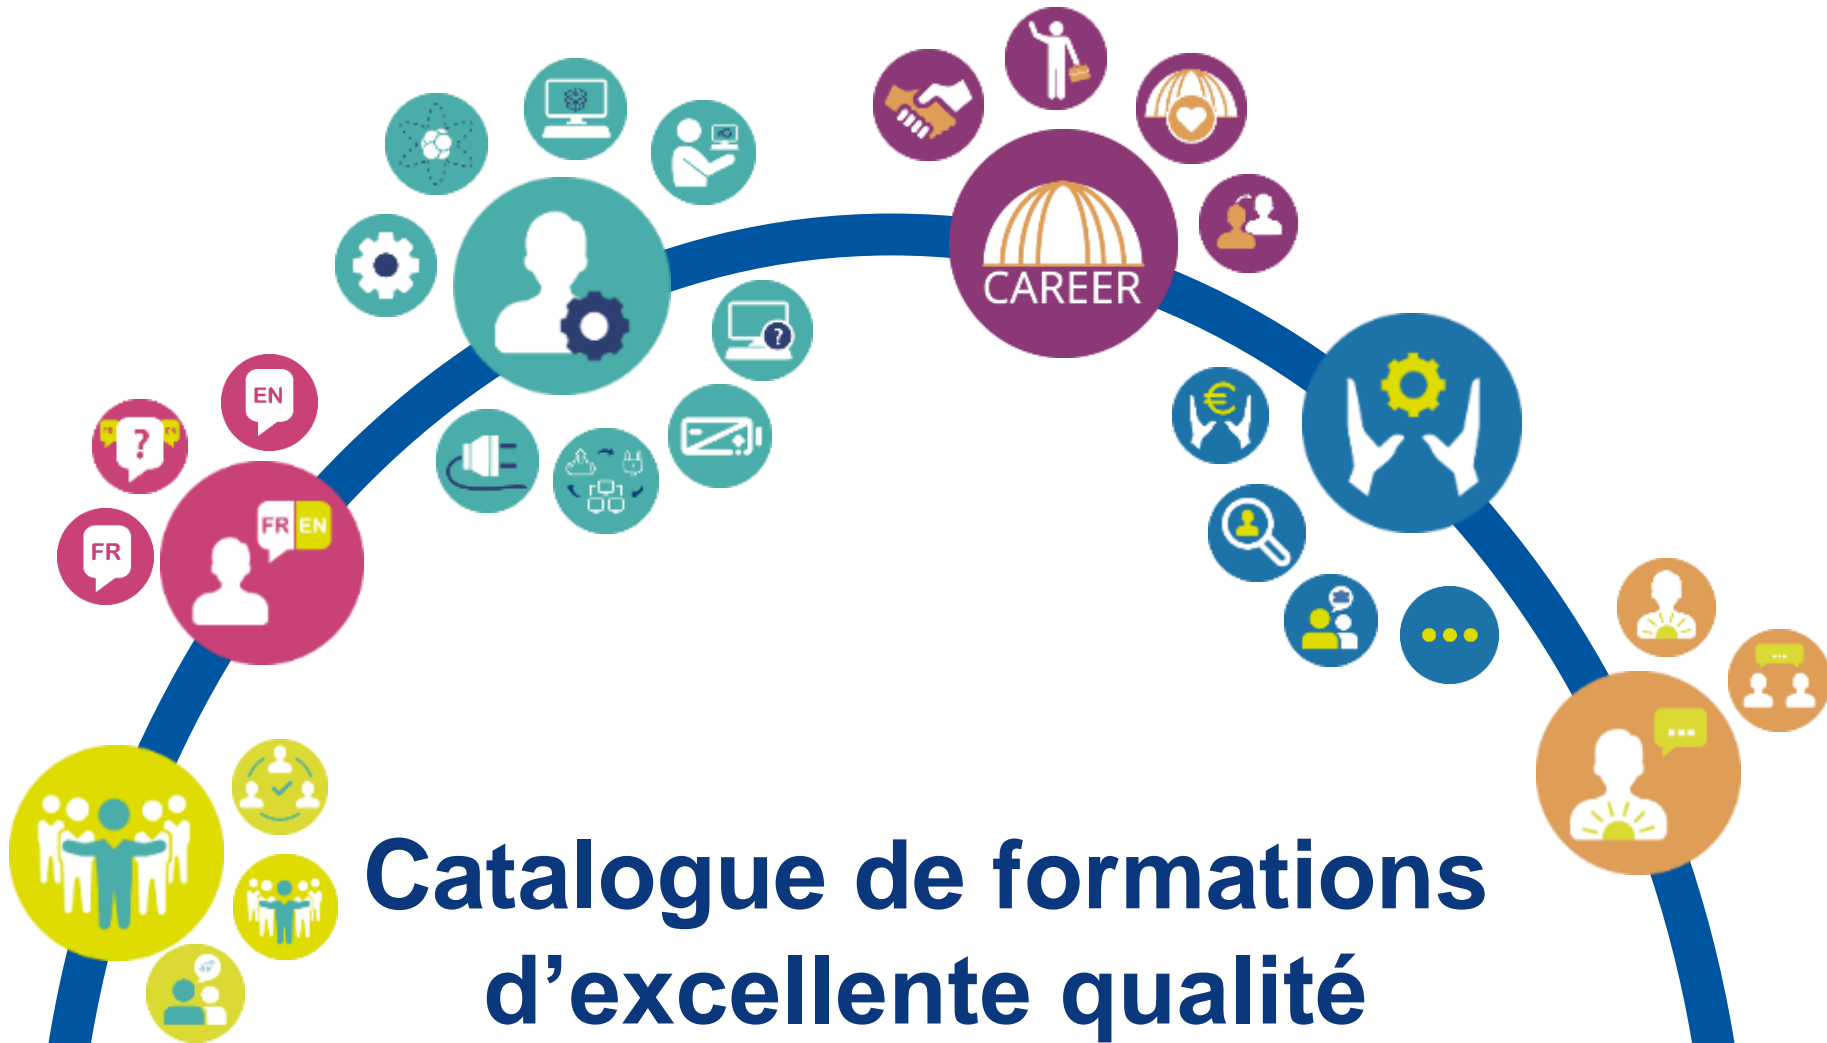 CAREER
EN
?
FR EN
FR
?
€
Catalogue de formations
d’excellente qualité